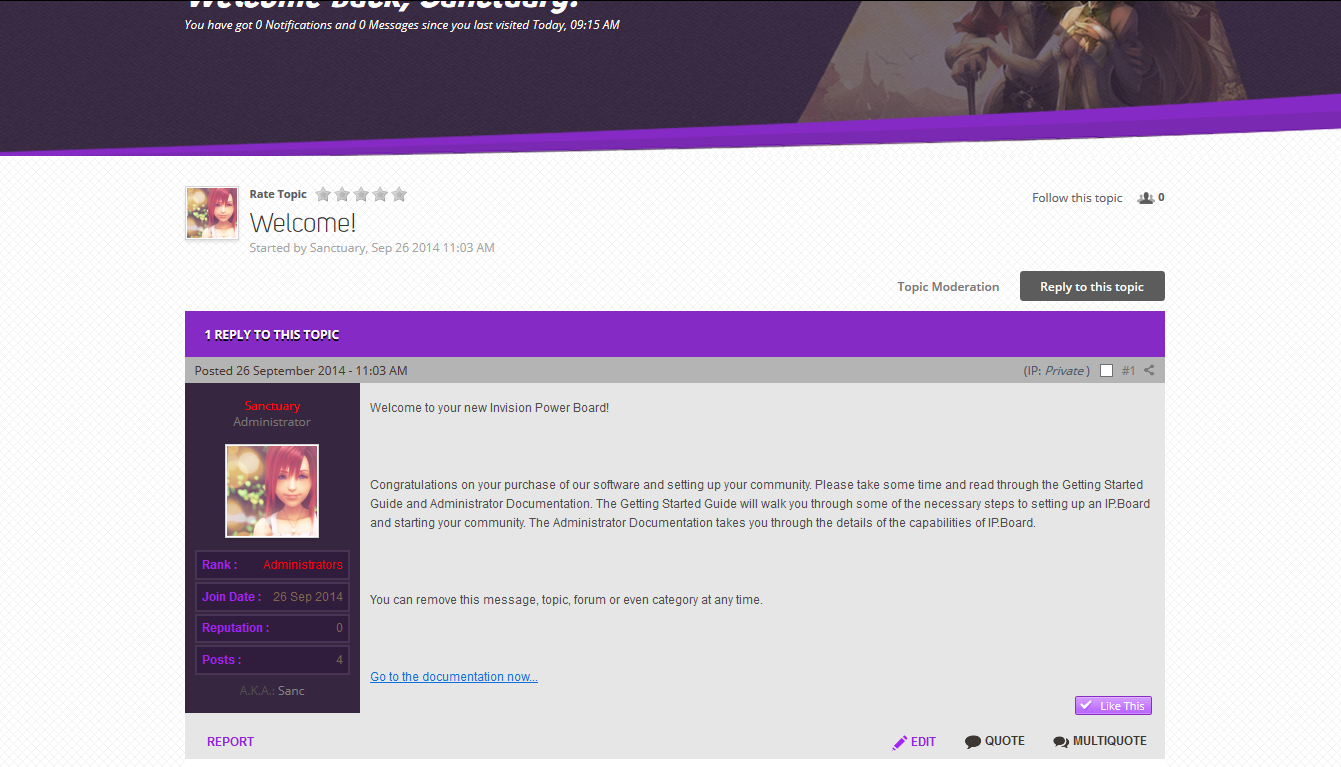 Welcome back, Sanctuary!
You have got 0 Notifications and 0 Messages since you last visited Today, 09:15 AM
Rate Topic
Follow this topic 0
Welcome!
Started by Sanctuary, Sep 26 2014 11:03 AM
Topic Moderation Reply to this topic
1 REPLY TO THIS TOPIC
Posted 26 September 2014 - 11:03 AM (IP: Private ) #1
Sanctuary
Administrator
Rank : Administrators
Join Date : 26 Sep 2014
Reputation : 0
Posts : 4
A.K.A.: Sanc
Welcome to your new Invision Power Board!
Congratulations on your purchase of our software and setting up your community. Please take some time and read through the Getting Started
Guide and Administrator Documentation. The Getting Started Guide will walk you through some of the necessary steps to setting up an IP.Board
and starting your community. The Administrator Documentation takes you through the details of the capabilities of IP.Board.
You can remove this message, topic, forum or even category at any time.
Go to the documentation now...
Like This
REPORT EDIT QUOTE MULTIQUOTE